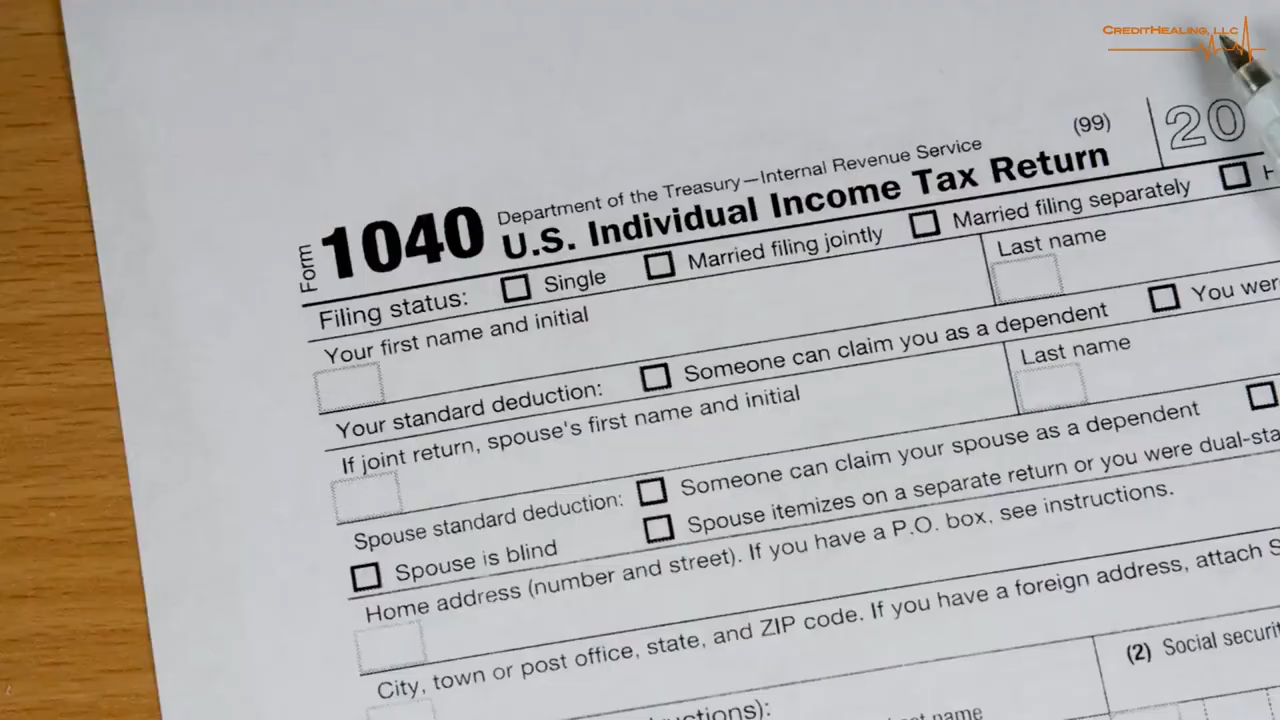 CREDITHEALING, LLC
(99)
20
Department of the Treasury—Internal Revenue Service
Form 1040 U.S. Individual Income Tax Return
Filing status: Single Married filing jointly Married filing separately
Your first name and initial Last name
Your standard deduction: Someone can claim you as a dependent You were
If joint return, spouse's first name and initial Last name
Spouse standard deduction: Someone can claim your spouse as a dependent
Spouse is blind Spouse itemizes on a separate return or you were dual-sta
Home address (number and street). If you have a P.O. box, see instructions.
City, town or post office, state, and ZIP code. If you have a foreign address, attach S
(2) Social securit
uctions): name